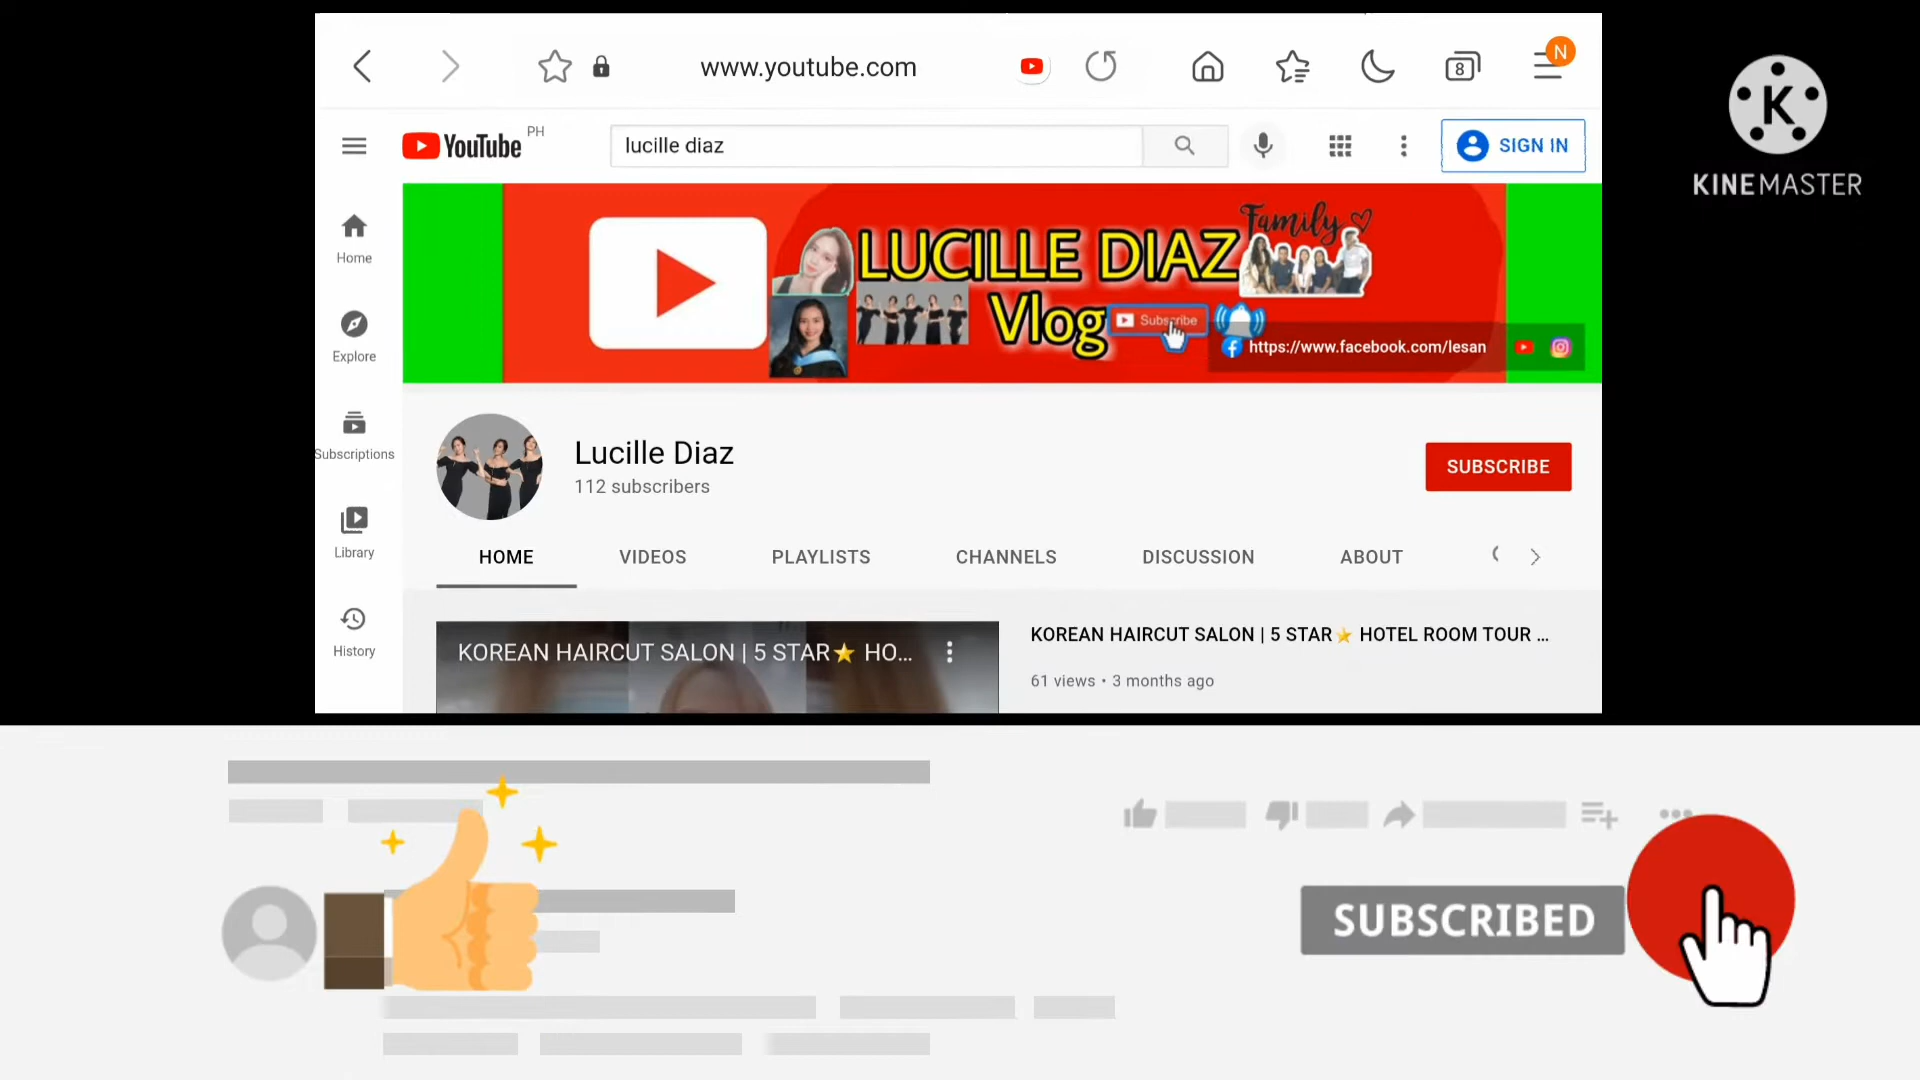 www.youtube.com
8
N
YouTube PH
lucille diaz
SIGN IN
Home
Explore
Subscriptions
Library
History
LUCILLE DIAZ
Vlog
Family
Subscribe
https://www.facebook.com/lesan
Lucille Diaz
112 subscribers
SUBSCRIBE
HOME
VIDEOS
PLAYLISTS
CHANNELS
DISCUSSION
ABOUT
KOREAN HAIRCUT SALON | 5 STAR⭐ HO...
KOREAN HAIRCUT SALON | 5 STAR⭐ HOTEL ROOM TOUR ...
61 views • 3 months ago
K
KINEMASTER
SUBSCRIBED